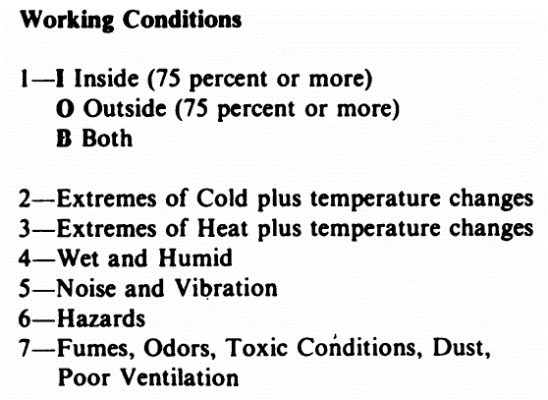 Working Conditions
1—I Inside (75 percent or more)
O Outside (75 percent or more)
B Both
2—Extremes of Cold plus temperature changes
3—Extremes of Heat plus temperature changes
4—Wet and Humid
5—Noise and Vibration
6—Hazards
7—Fumes, Odors, Toxic Conditions, Dust,
Poor Ventilation